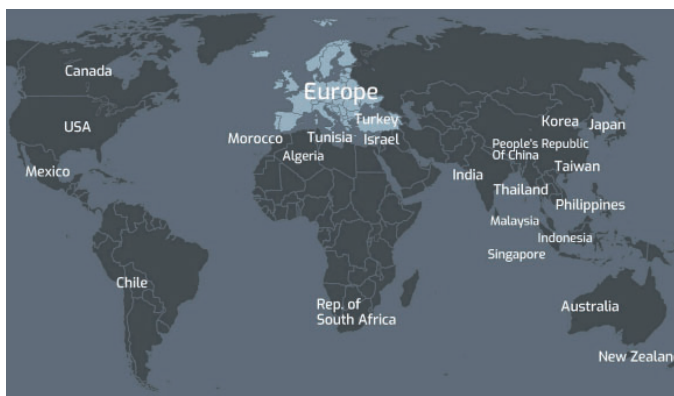 Canada
Europe
USA
Turkey
Korea
Japan
Morocco
Tunisia
Israel
People's Republic
Of China
Algeria
Mexico
India
Taiwan
Thailand
Philippines
Malaysia
Indonesia
Singapore
Chile
Rep. of
South Africa
Australia
New Zealan